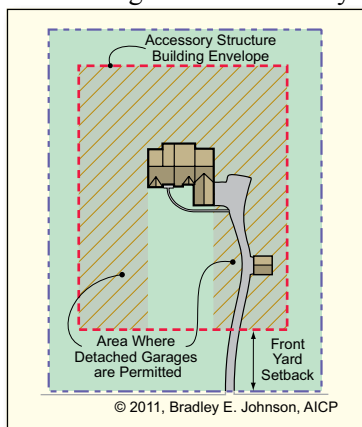 Accessory Structure
Building Envelope
Area Where
Detached Garages
are Permitted
Front
Yard
Setback
© 2011, Bradley E. Johnson, AICP